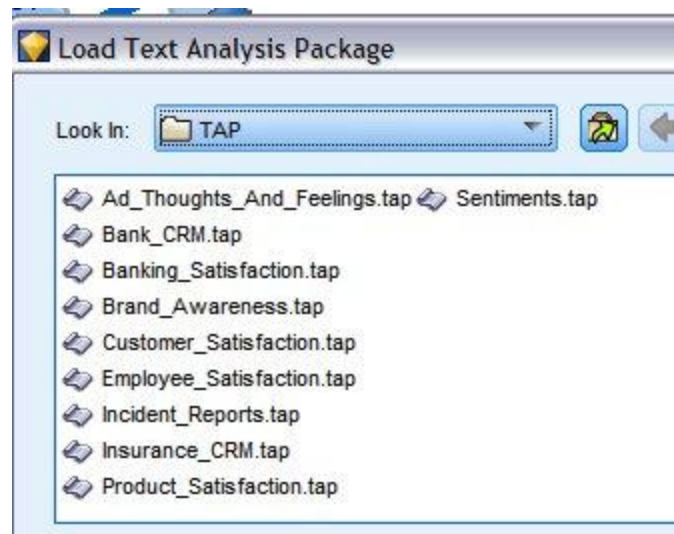 Load Text Analysis Package
Look In: TAP
Ad_Thoughts_And_Feelings.tap Sentiments.tap
Bank_CRM.tap
Banking_Satisfaction.tap
Brand_Awareness.tap
Customer_Satisfaction.tap
Employee_Satisfaction.tap
Incident_Reports.tap
Insurance_CRM.tap
Product_Satisfaction.tap